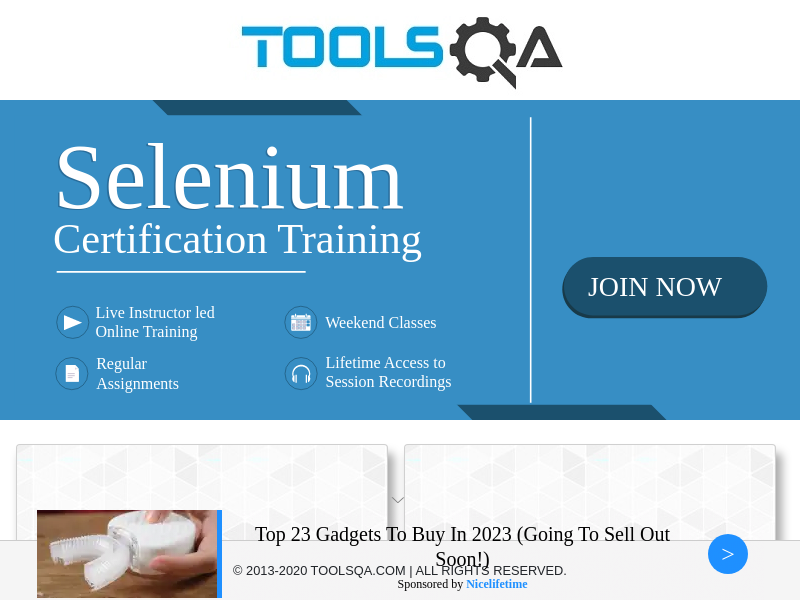 TOOLSQA
Selenium
Certification Training
JOIN NOW
Live Instructor led
Online Training
Weekend Classes
Regular
Assignments
Lifetime Access to
Session Recordings
Top 23 Gadgets To Buy In 2023 (Going To Sell Out
Soon!)
>
© 2013-2020 TOOLSQA.COM | ALL RIGHTS RESERVED.
Sponsored by Nicelifetime